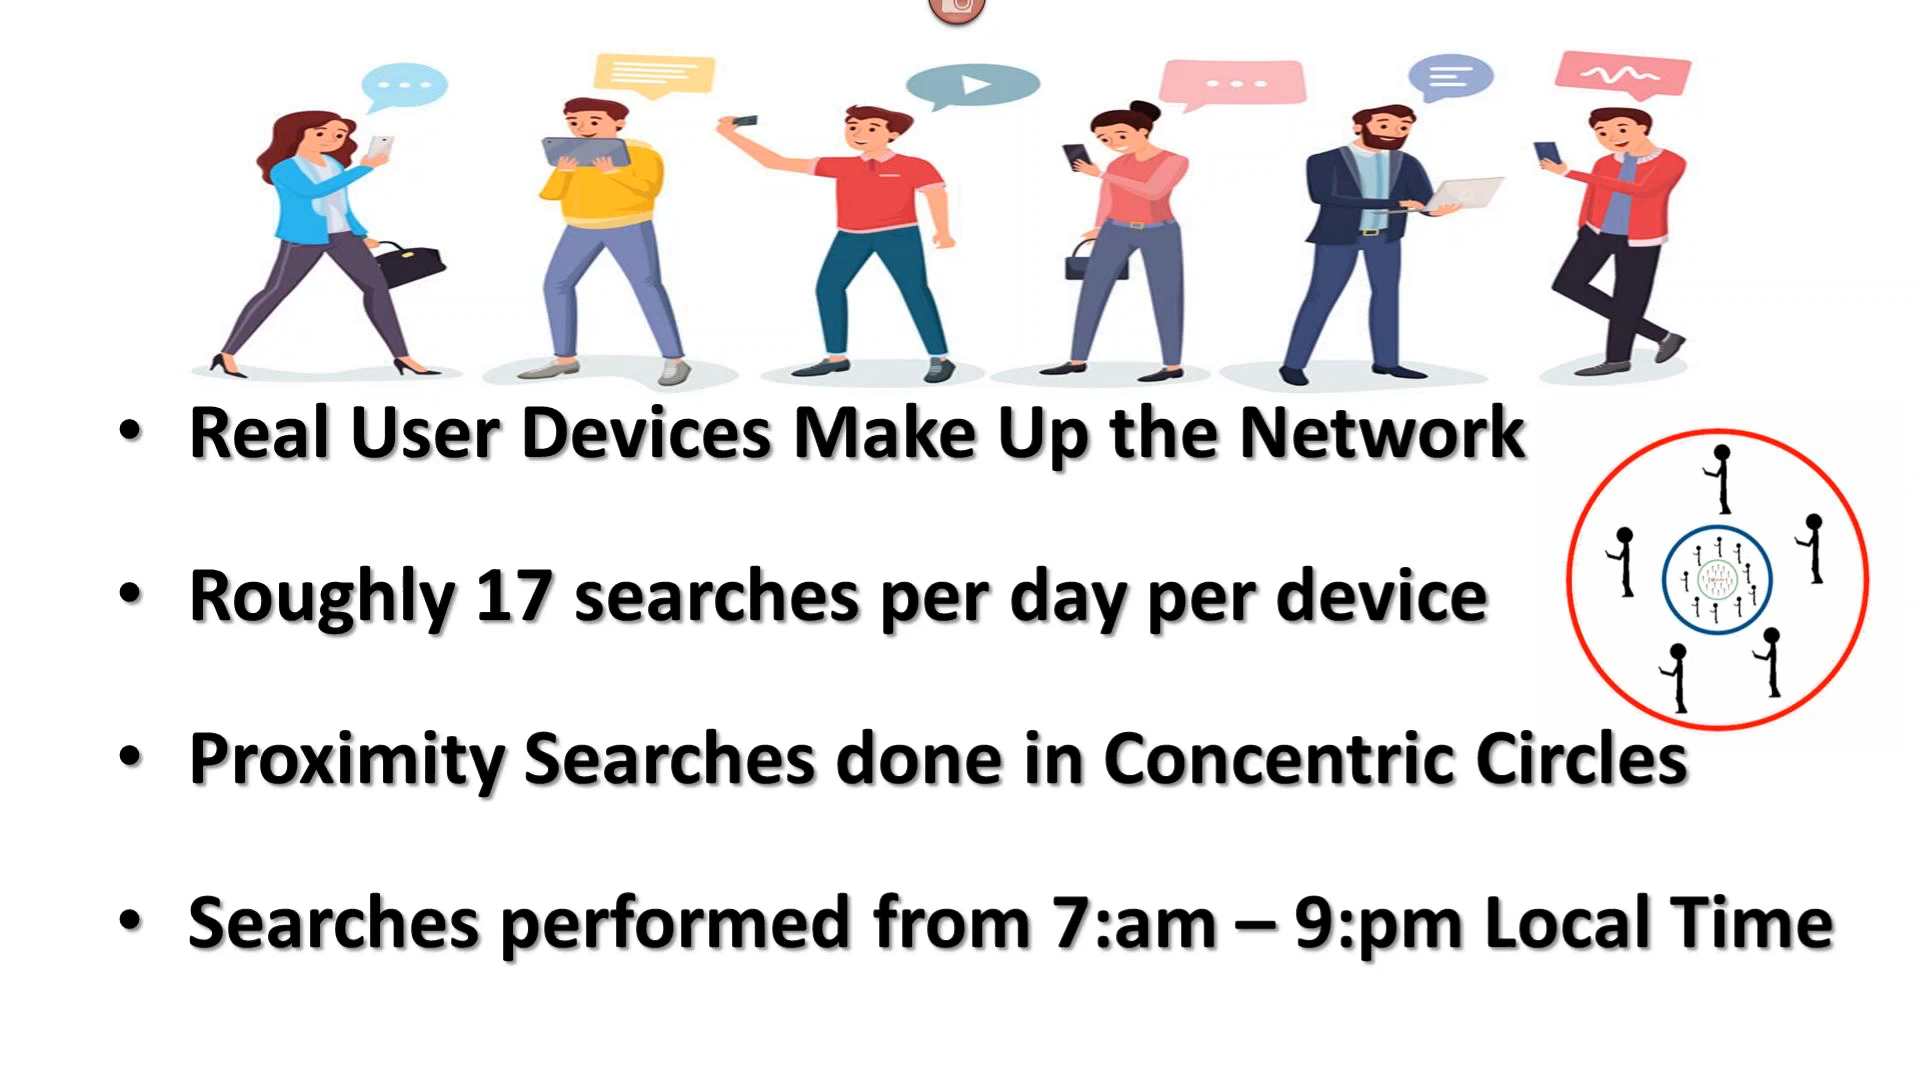 • Real User Devices Make Up the Network
• Roughly 17 searches per day per device
• Proximity Searches done in Concentric Circles
• Searches performed from 7:am – 9:pm Local Time